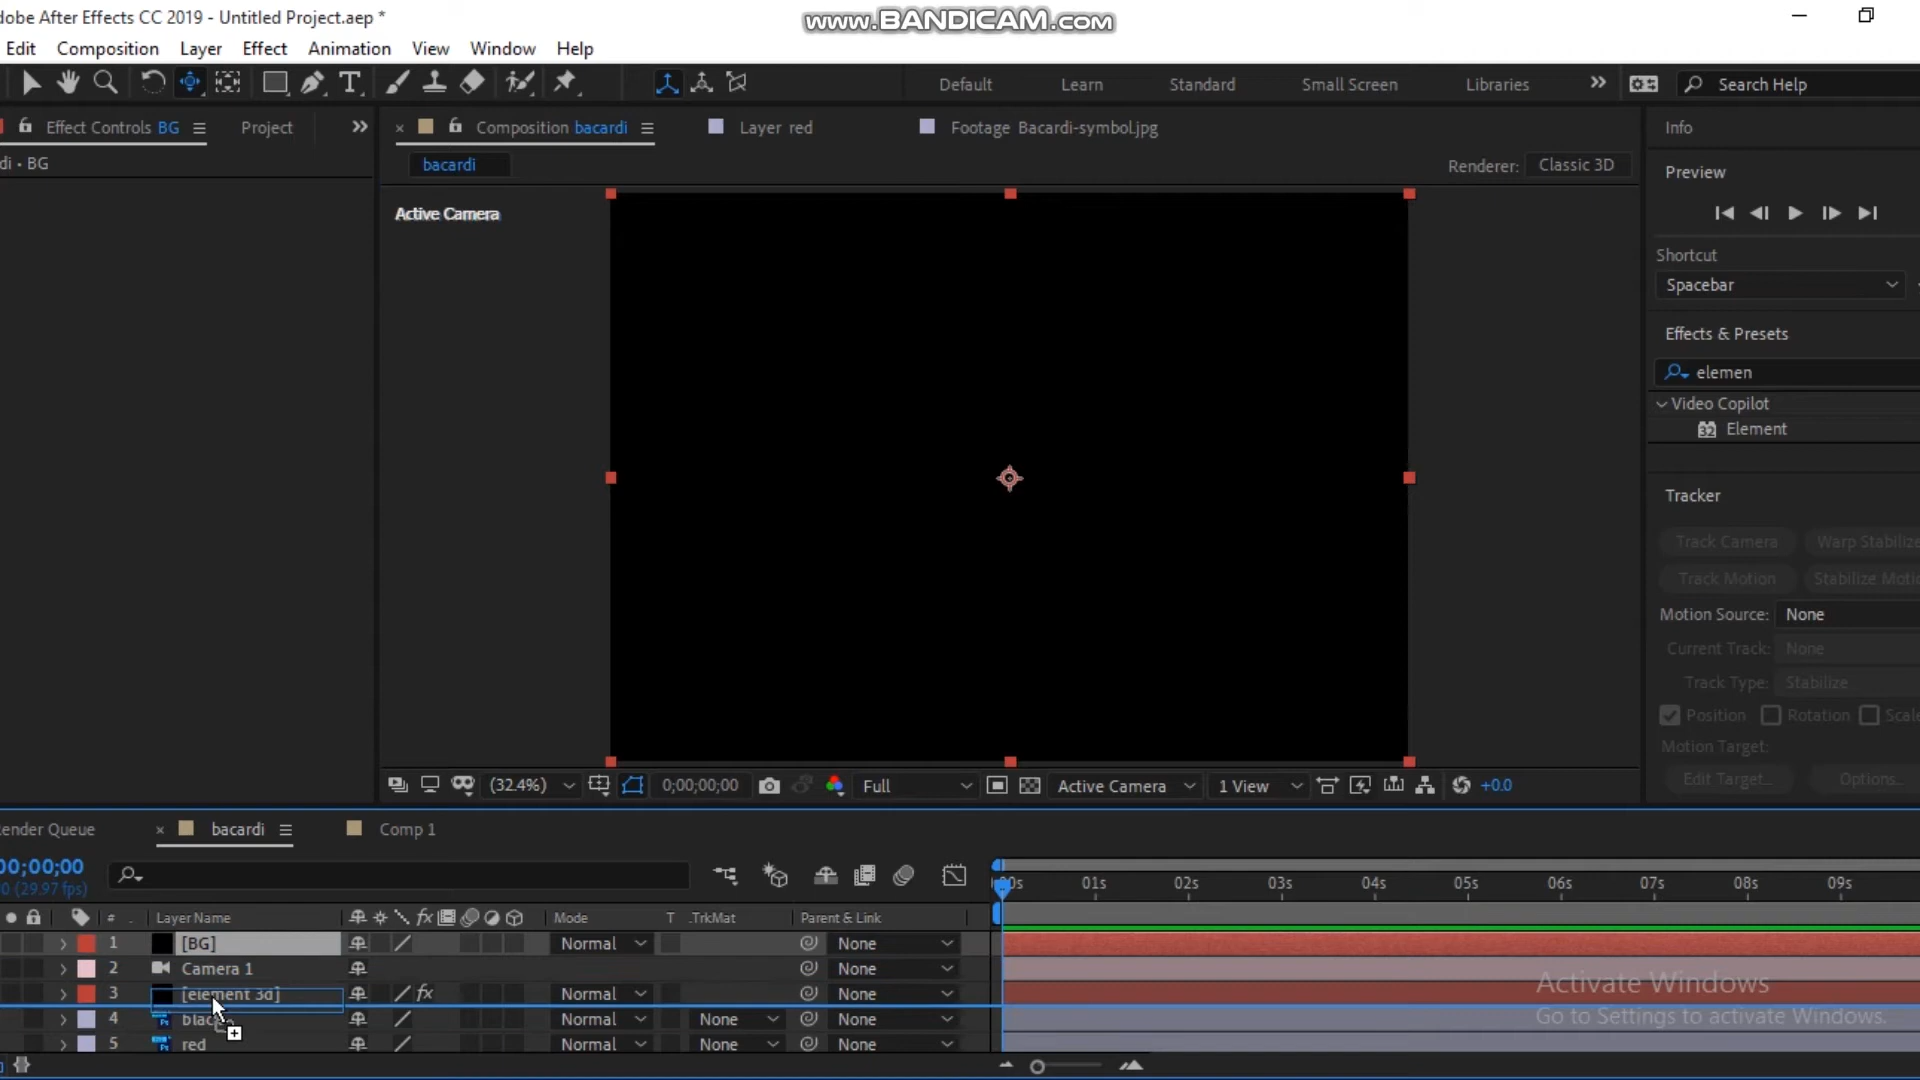 dobe After Effects CC 2019 - Untitled Project.aep *
www.BANDICAM.com
Edit Composition Layer Effect Animation View Window Help
Default Learn Standard Small Screen Libraries Search Help
Effect Controls BG Project
Composition bacardi Layer red Footage Bacardi-symbol.jpg
Info
di • BG
bacardi
Renderer: Classic 3D
Preview
Active Camera
Shortcut
Spacebar
Effects & Presets
elemen
Video Copilot
32 Element
Tracker
Track Camera Warp Stabilize
Track Motion Stabilize Motio
Motion Source: None
Current Track: None
Track Type: Stabilize
Position Rotation Scale
Motion Target:
Edit Target... Options...
(32.4%) 0;00;00;00 Full Active Camera 1 View +0.0
ender Queue bacardi Comp 1
00;00;00
0 (29.97 fps)
00s 01s 02s 03s 04s 05s 06s 07s 08s 09s
# Layer Name fx Mode T .TrkMat Parent & Link
1 [BG] Normal None
2 Camera 1 None
3 [element 3d] fx Normal None
4 blac Normal None None
5 red Normal None None
Activate Windows
Go to Settings to activate Windows.